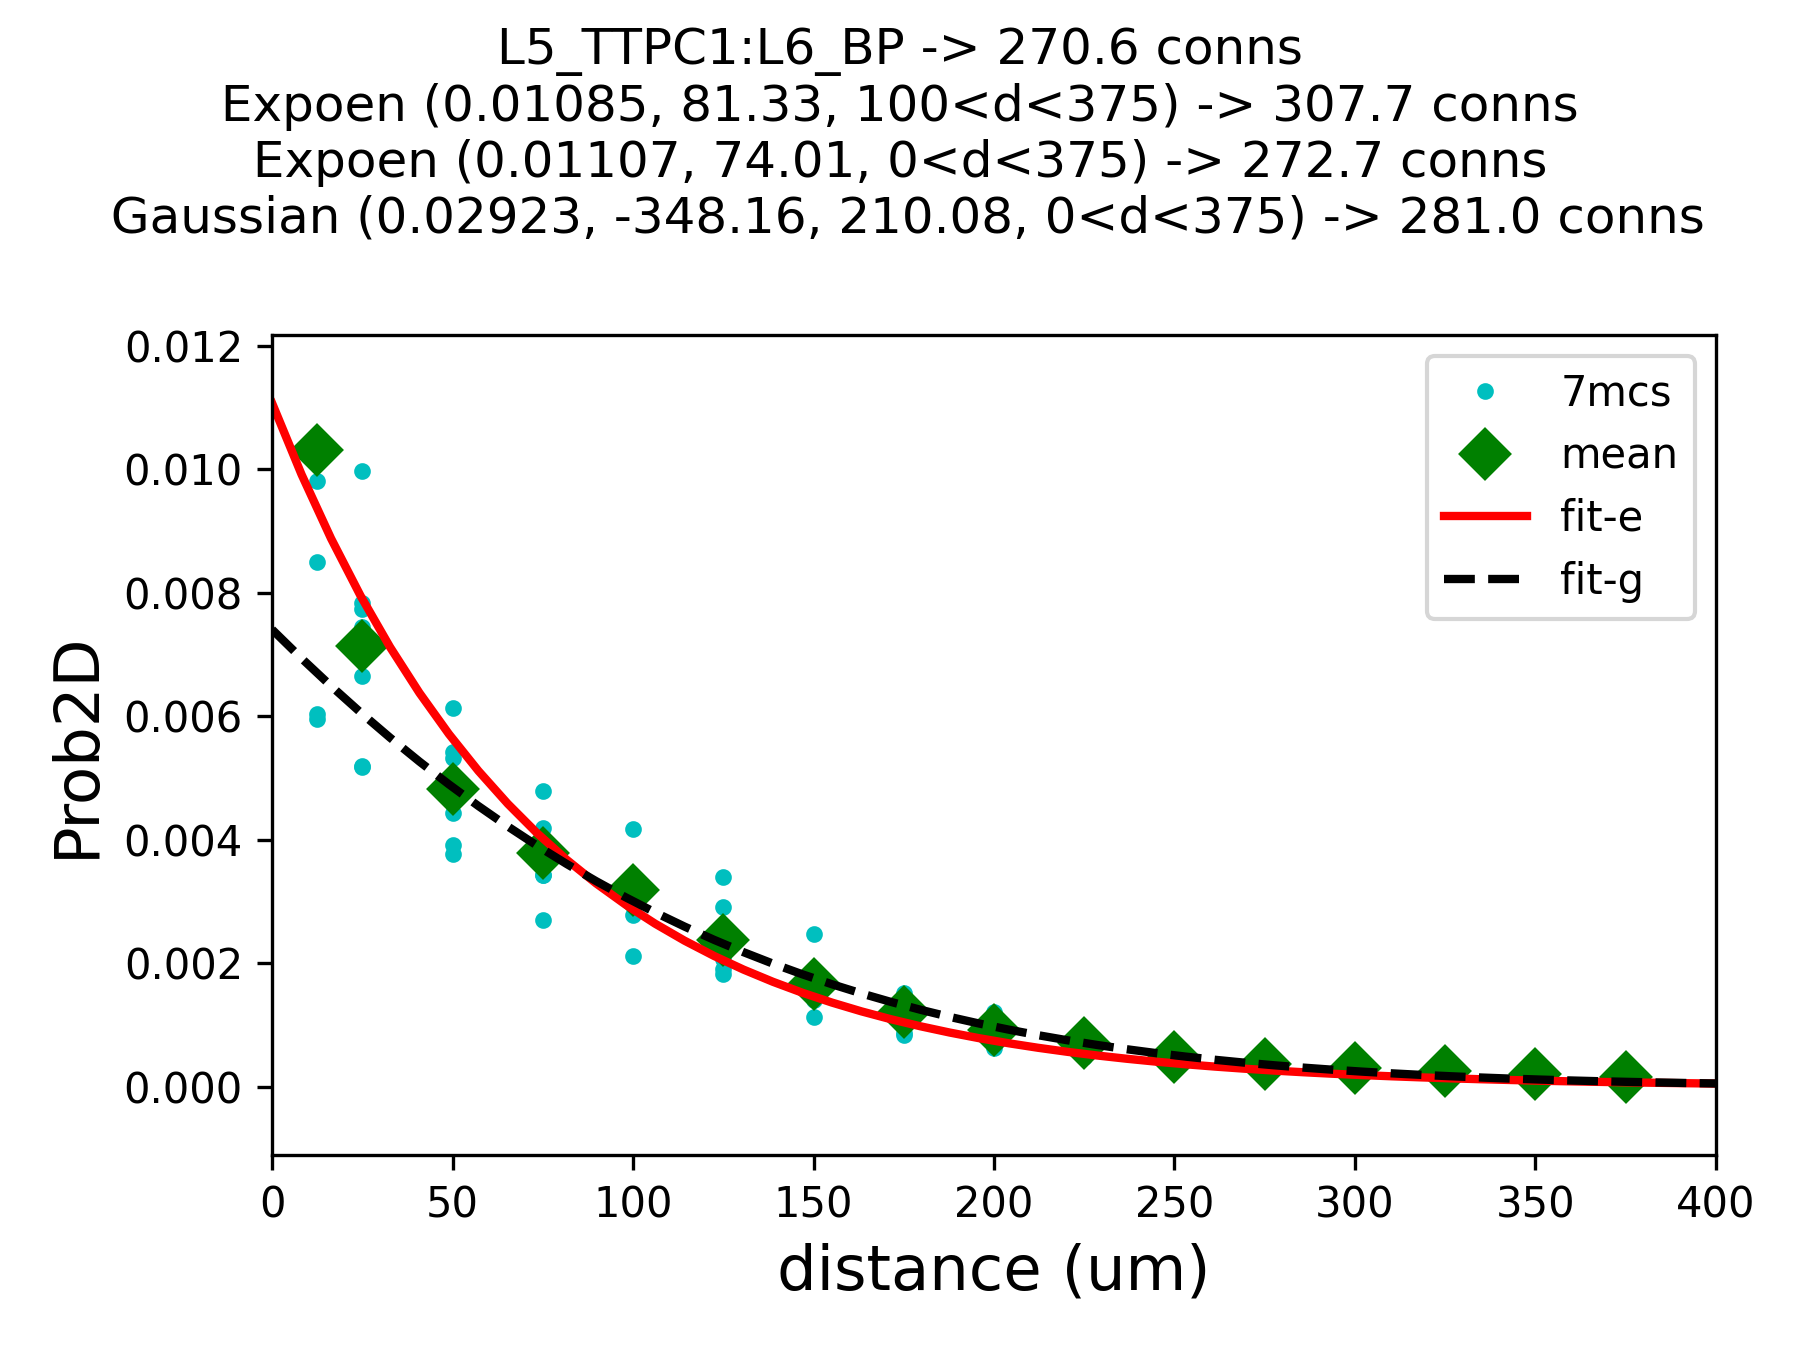 L5_TTPC1:L6_BP -> 270.6 conns
Expoen (0.01085, 81.33, 100<d<375) -> 307.7 conns
Expoen (0.01107, 74.01, 0<d<375) -> 272.7 conns
Gaussian (0.02923, -348.16, 210.08, 0<d<375) -> 281.0 conns
0.012
0.010
0.008
0.006
0.004
0.002
0.000
Prob2D
7mcs
mean
fit-e
fit-g
0 50 100 150 200 250 300 350 400
distance (um)